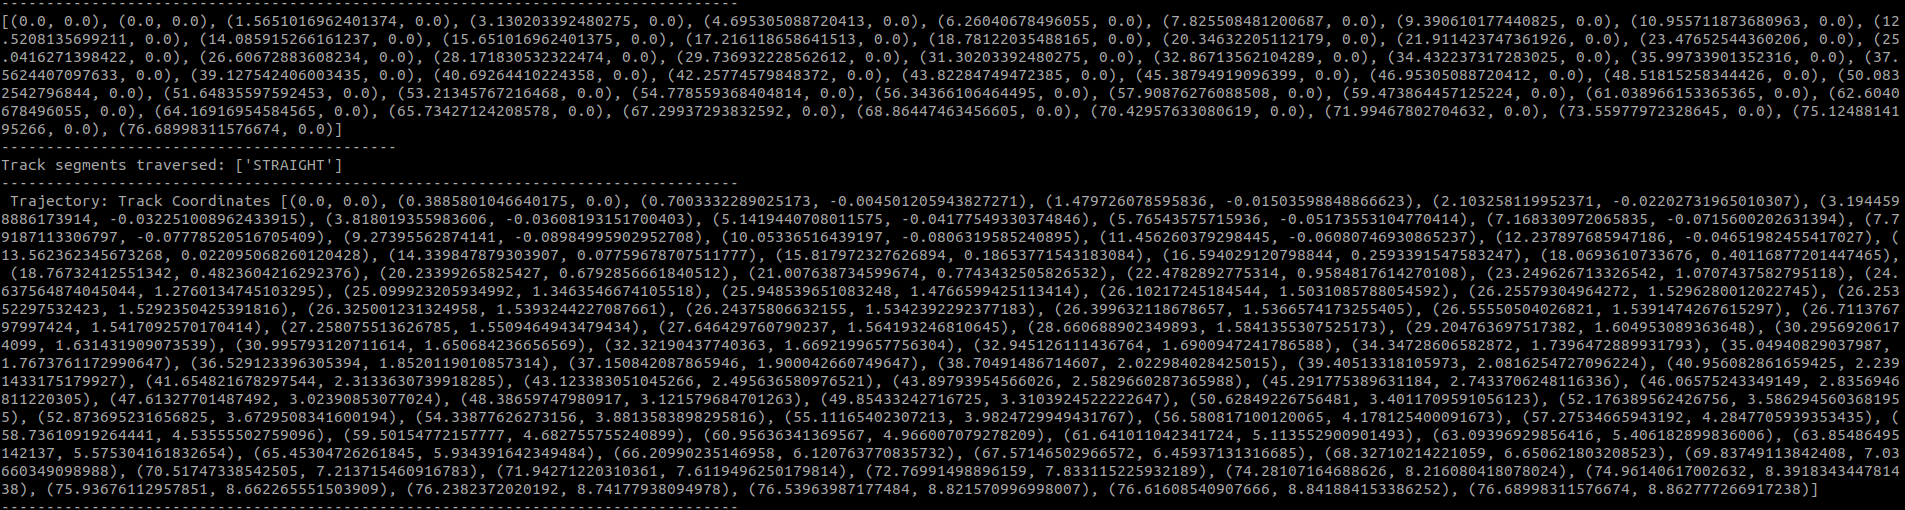 ----------------------------------------------------------------------------------
[(0.0, 0.0), (0.0, 0.0), (1.5651016962401374, 0.0), (3.130203392480275, 0.0), (4.695305088720413, 0.0), (6.26040678496055, 0.0), (7.825508481200687, 0.0), (9.390610177440825, 0.0), (10.955711873680963, 0.0), (12
.5208135699211, 0.0), (14.085915266161237, 0.0), (15.651016962401375, 0.0), (17.216118658641513, 0.0), (18.78122035488165, 0.0), (20.34632205112179, 0.0), (21.911423747361926, 0.0), (23.47652544360206, 0.0), (25
.0416271398422, 0.0), (26.60672883608234, 0.0), (28.171830532322474, 0.0), (29.736932228562612, 0.0), (31.30203392480275, 0.0), (32.86713562104289, 0.0), (34.432237317283025, 0.0), (35.99733901352316, 0.0), (37.
5624407097633, 0.0), (39.127542406003435, 0.0), (40.69264410224358, 0.0), (42.25774579848372, 0.0), (43.82284749472385, 0.0), (45.38794919096399, 0.0), (46.95305088720412, 0.0), (48.51815258344426, 0.0), (50.083
2542796844, 0.0), (51.64835597592453, 0.0), (53.21345767216468, 0.0), (54.778559368404814, 0.0), (56.34366106464495, 0.0), (57.90876276088508, 0.0), (59.473864457125224, 0.0), (61.038966153365365, 0.0), (62.6040
678496055, 0.0), (64.16916954584565, 0.0), (65.73427124208578, 0.0), (67.29937293832592, 0.0), (68.86447463456605, 0.0), (70.42957633080619, 0.0), (71.99467802704632, 0.0), (73.55977972328645, 0.0), (75.12488141
95266, 0.0), (76.68998311576674, 0.0)]
--------------------------------------------
Track segments traversed: ['STRAIGHT']
----------------------------------------------------------------------------------
Trajectory: Track Coordinates [(0.0, 0.0), (0.3885801046640175, 0.0), (0.7003332289025173, -0.004501205943827271), (1.479726078595836, -0.01503598848866623), (2.103258119952371, -0.02202731965010307), (3.194459
8886173914, -0.032251008962433915), (3.818019355983606, -0.03608193151700403), (5.1419440708011575, -0.04177549330374846), (5.76543575715936, -0.05173553104770414), (7.168330972065835, -0.0715600202631394), (7.7
91187113306797, -0.07778520516705409), (9.27395562874141, -0.08984995902952708), (10.05336516439197, -0.0806319585240895), (11.456260379298445, -0.06080746930865237), (12.237897685947186, -0.04651982455417027), (
13.562362345673268, 0.022095068260120428), (14.339847879303907, 0.07759678707511777), (15.817972327626894, 0.18653771543183084), (16.594029120798844, 0.2593391547583247), (18.0693610733676, 0.40116877201447465),
(18.76732412551342, 0.4823604216292376), (20.23399265825427, 0.6792856661840512), (21.007638734599674, 0.7743432505826532), (22.4782892775314, 0.9584817614270108), (23.249626713326542, 1.0707437582795118), (24.
637564874045044, 1.2760134745103295), (25.099923205934992, 1.3463546674105518), (25.948539651083248, 1.4766599425113414), (26.10217245184544, 1.5031085788054592), (26.25579304964272, 1.5296280012022745), (26.253
52297532423, 1.5292350425391816), (26.325001231324958, 1.5393244227087661), (26.24375806632155, 1.5342392292377183), (26.399632118678657, 1.5366574173255405), (26.55550504026821, 1.5391474267615297), (26.7113767
97997424, 1.5417092570170414), (27.258075513626785, 1.5509464943479434), (27.646429760790237, 1.564193246810645), (28.660688902349893, 1.5841355307525173), (29.204763697517382, 1.604953089363648), (30.2956920617
4099, 1.631431909073539), (30.995793120711614, 1.650684236656569), (32.32190437740363, 1.6692199657756304), (32.945126111436764, 1.6900947241786588), (34.34728606582872, 1.7396472889931793), (35.04940829037987,
1.7673761172990647), (36.529123396305394, 1.8520119010857314), (37.150842087865946, 1.900042660749647), (38.70491486714607, 2.022984028425015), (39.40513318105973, 2.0816254727096224), (40.956082861659425, 2.239
1433175179927), (41.654821678297544, 2.3133630739918285), (43.123383051045266, 2.495636580976521), (43.89793954566026, 2.5829660287365988), (45.291775389631184, 2.7433706248116336), (46.06575243349149, 2.8356946
811220305), (47.61327701487492, 3.02390853077024), (48.38659747980917, 3.121579684701263), (49.85433242716725, 3.3103924522222647), (50.62849226756481, 3.4011709591056123), (52.176389562426756, 3.586294560368195
5), (52.873695231656825, 3.6729508341600194), (54.33877626273156, 3.8813583898295816), (55.11165402307213, 3.9824729949431767), (56.580817100120065, 4.178125400091673), (57.27534665943192, 4.2847705939353435), (
58.73610919264441, 4.53555502759096), (59.50154772157777, 4.682755755240899), (60.95636341369567, 4.966007079278209), (61.641011042341724, 5.113552900901493), (63.09396929856416, 5.406182899836006), (63.85486495
142137, 5.575304161832654), (65.45304726261845, 5.934391642349484), (66.20990235146958, 6.120763770835732), (67.57146502966572, 6.45937131316685), (68.32710214221059, 6.650621803208523), (69.83749113842408, 7.03
660349098988), (70.51747338542505, 7.213715460916783), (71.94271220310361, 7.6119496250179814), (72.76991498896159, 7.833115225932189), (74.28107164688626, 8.216080418078024), (74.96140617002632, 8.3918343447814
38), (75.93676112957851, 8.662265551503909), (76.2382372020192, 8.74177938094978), (76.53963987177484, 8.821570996998007), (76.61608540907666, 8.841884153386252), (76.68998311576674, 8.862777266917238)]
----------------------------------------------------------------------------------